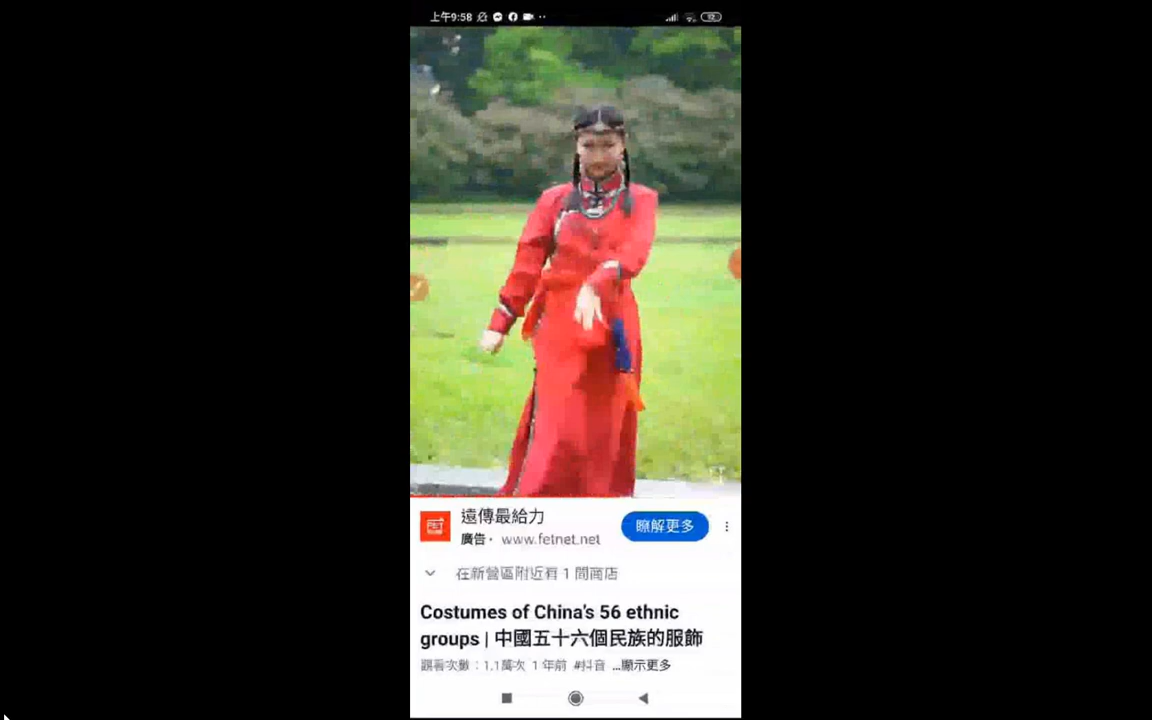 上午9:58
遠傳最給力
廣告・ www.fetnet.net
瞭解更多
在新營區附近有 1 間商店
Costumes of China's 56 ethnic
groups | 中國五十六個民族的服飾
觀看次數：1.1萬次 1 年前 #抖音 ...顯示更多